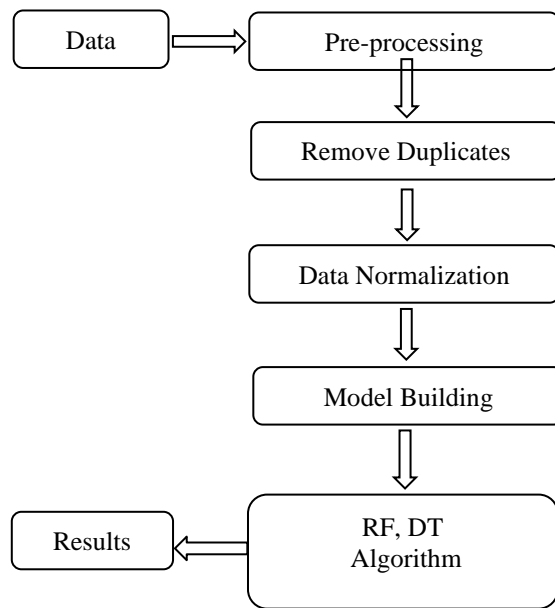 Data
Pre-processing
Remove Duplicates
Data Normalization
Model Building
RF, DT
Algorithm
Results